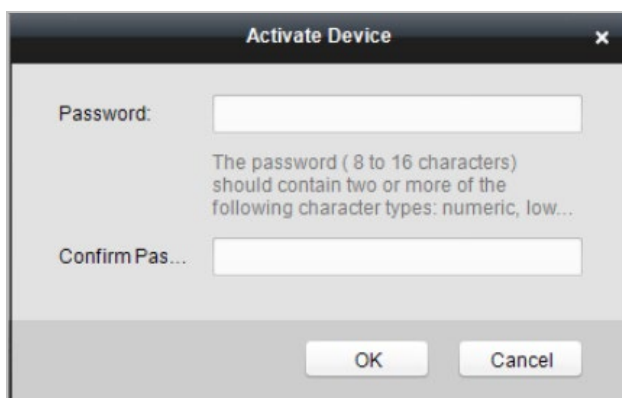 Activate Device ×
Password:
The password ( 8 to 16 characters)
should contain two or more of the
following character types: numeric, low...
Confirm Pas...
OK Cancel